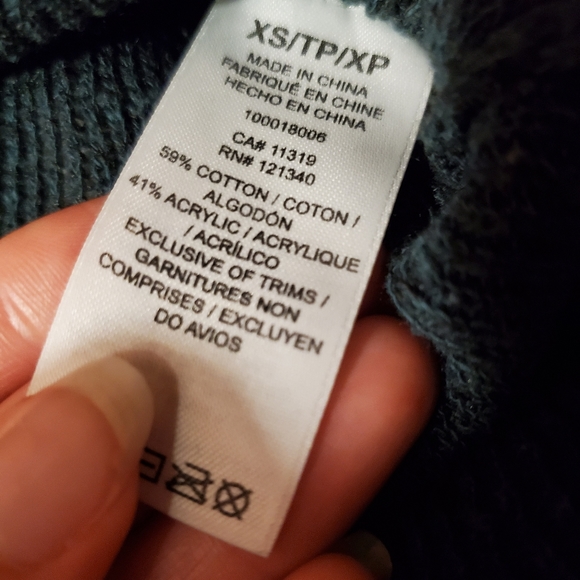 XS/TP/XP
MADE IN CHINA
FABRIQUÉ EN CHINE
HECHO EN CHINA
100018006
CA# 11319
RN# 121340
59% COTTON / COTON /
ALGODÓN
41% ACRYLIC / ACRYLIQUE
/ ACRÍLICO
EXCLUSIVE OF TRIMS /
GARNITURES NON
COMPRISES / EXCLUYEN
DO AVIOS